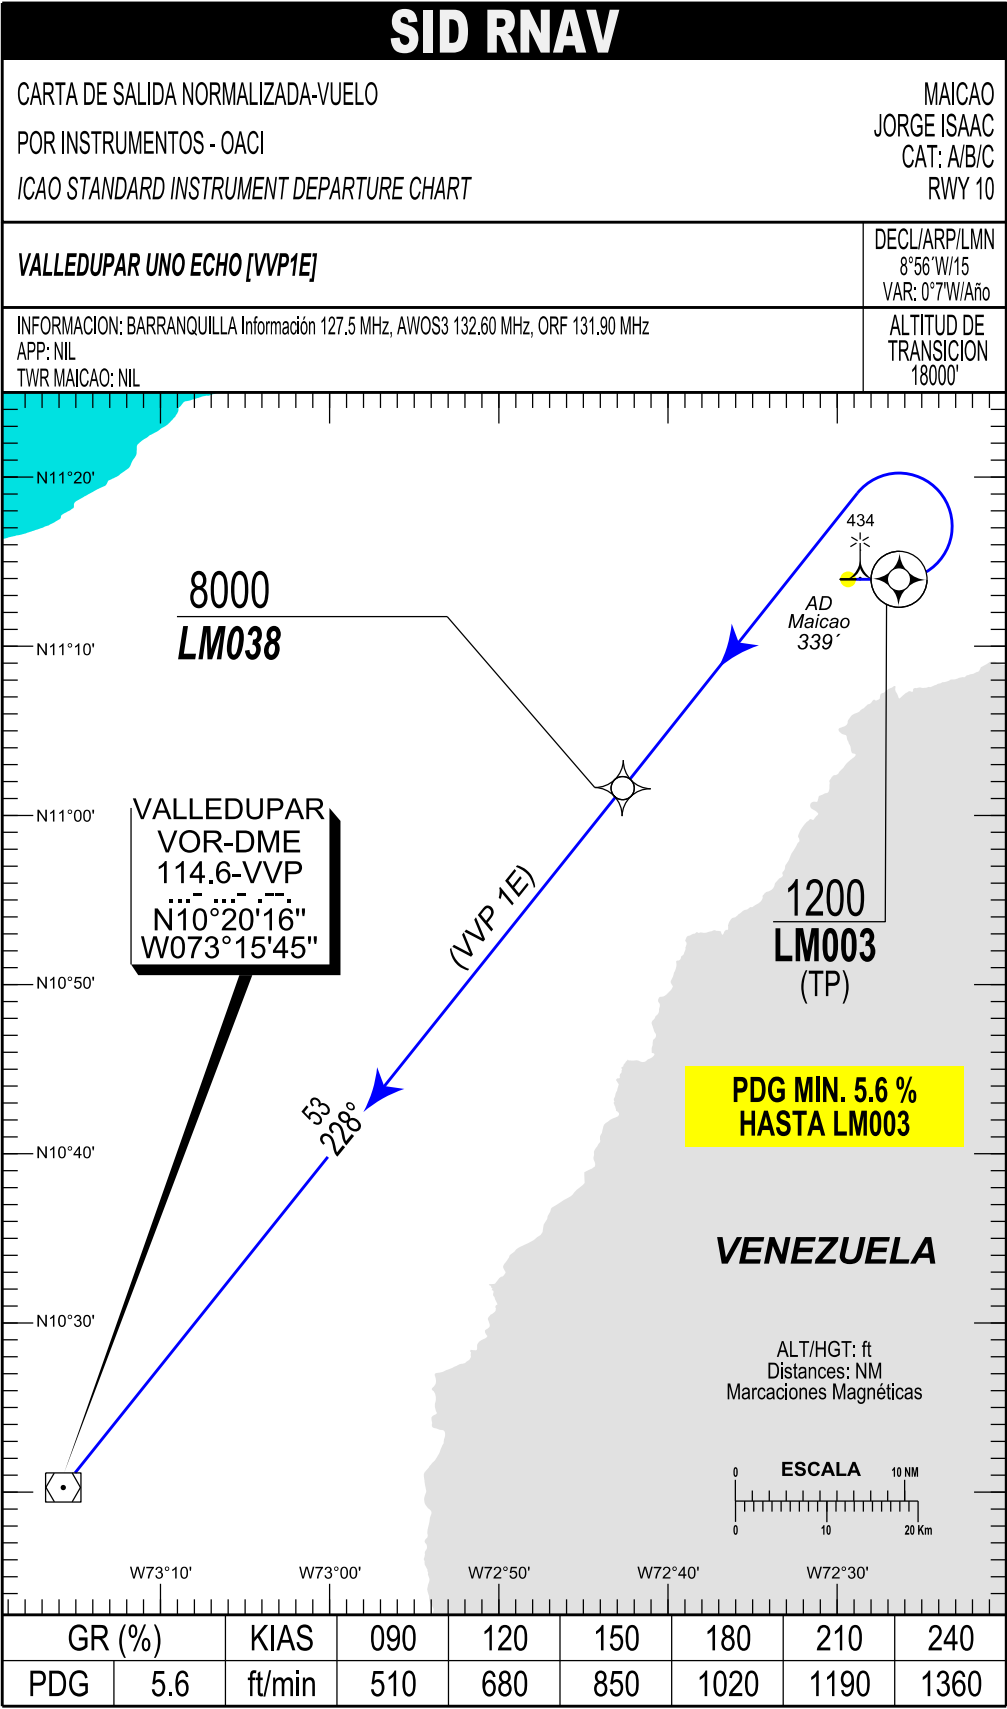 SID RNAV
CARTA DE SALIDA NORMALIZADA-VUELO
POR INSTRUMENTOS - OACI
ICAO STANDARD INSTRUMENT DEPARTURE CHART
MAICAO
JORGE ISAAC
CAT: A/B/C
RWY 10
VALLEDUPAR UNO ECHO [VVP1E]
DECL/ARP/LMN
8°56´W/15
VAR: 0°7'W/Año
INFORMACION: BARRANQUILLA Información 127.5 MHz, AWOS3 132.60 MHz, ORF 131.90 MHz
APP: NIL
TWR MAICAO: NIL
ALTITUD DE
TRANSICION
18000'
N11°20'
434
8000
LM038
AD
Maicao
339´
N11°10'
N11°00'
VALLEDUPAR
VOR-DME
114.6-VVP
...- ...- .--.
N10°20'16"
W073°15'45"
(VVP 1E)
1200
LM003
(TP)
N10°50'
PDG MIN. 5.6 %
HASTA LM003
53
228°
N10°40'
VENEZUELA
N10°30'
ALT/HGT: ft
Distances: NM
Marcaciones Magnéticas
0 ESCALA 10 NM
0 10 20 Km
W73°10' W73°00' W72°50' W72°40' W72°30'
GR (%) KIAS 090 120 150 180 210 240
PDG 5.6 ft/min 510 680 850 1020 1190 1360